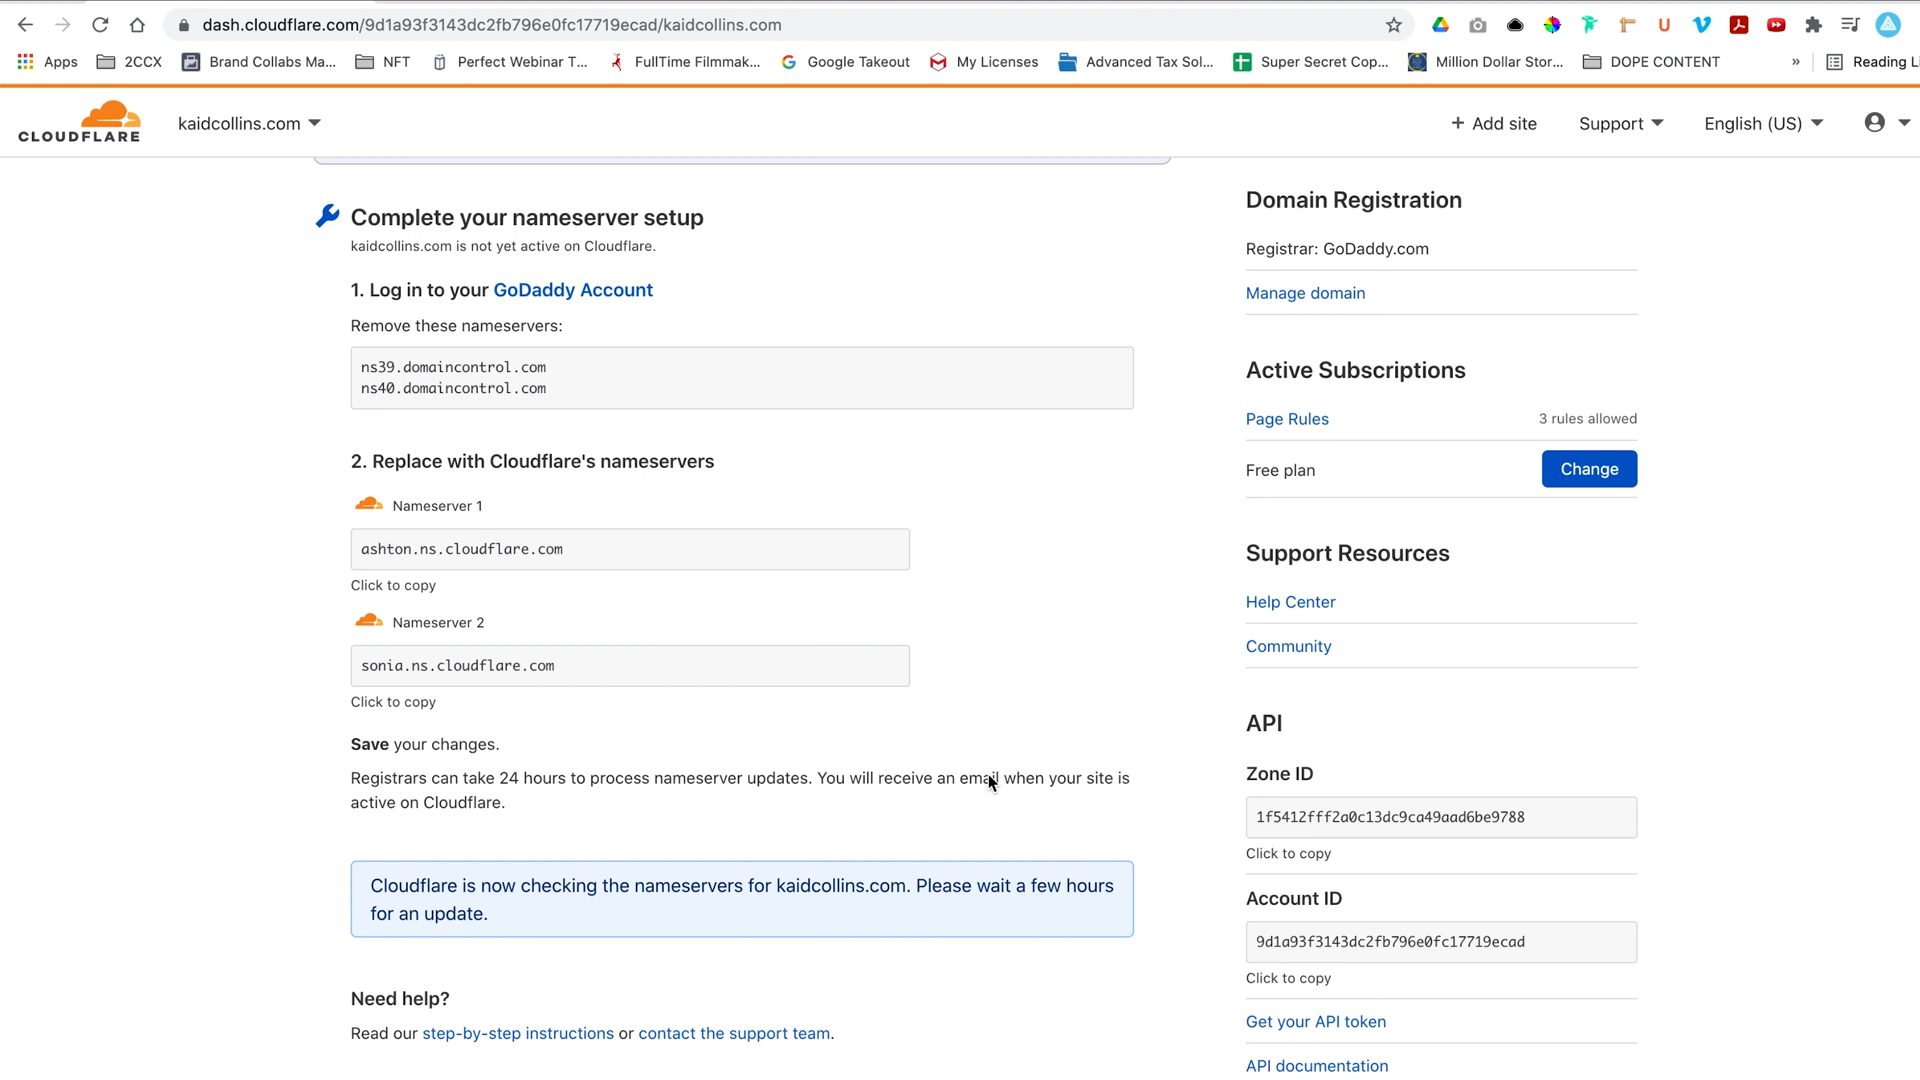 dash.cloudflare.com/9d1a93f3143dc2fb796e0fc17719ecad/kaidcollins.com
Apps 2CCX Brand Collabs Ma... NFT Perfect Webinar T... FullTime Filmmak... Google Takeout My Licenses Advanced Tax Sol... Super Secret Cop... Million Dollar Stor... DOPE CONTENT » Reading Li
CLOUDFLARE kaidcollins.com + Add site Support English (US)
Complete your nameserver setup
kaidcollins.com is not yet active on Cloudflare.
1. Log in to your GoDaddy Account
Remove these nameservers:
ns39.domaincontrol.com
ns40.domaincontrol.com
2. Replace with Cloudflare's nameservers
Nameserver 1
ashton.ns.cloudflare.com
Click to copy
Nameserver 2
sonia.ns.cloudflare.com
Click to copy
Save your changes.
Registrars can take 24 hours to process nameserver updates. You will receive an email when your site is
active on Cloudflare.
Cloudflare is now checking the nameservers for kaidcollins.com. Please wait a few hours
for an update.
Need help?
Read our step-by-step instructions or contact the support team.
Domain Registration
Registrar: GoDaddy.com
Manage domain
Active Subscriptions
Page Rules 3 rules allowed
Free plan Change
Support Resources
Help Center
Community
API
Zone ID
1f5412fff2a0c13dc9ca49aad6be9788
Click to copy
Account ID
9d1a93f3143dc2fb796e0fc17719ecad
Click to copy
Get your API token
API documentation